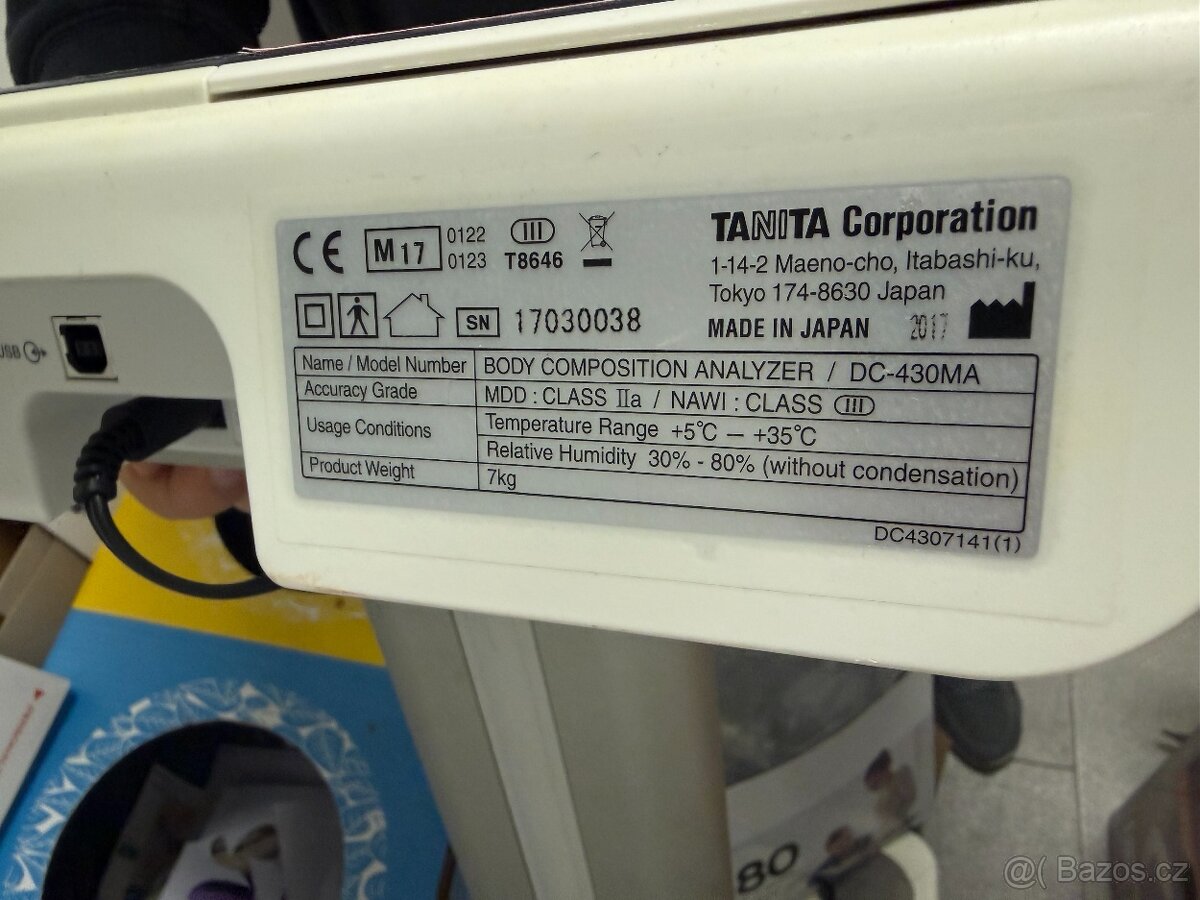 CE M 17 0122
0123
III
T8646
TANITA Corporation
1-14-2 Maeno-cho, Itabashi-ku,
Tokyo 174-8630 Japan
MADE IN JAPAN 2017
SN 17030038
USB
Name / Model Number BODY COMPOSITION ANALYZER / DC-430MA
Accuracy Grade MDD : CLASS IIa / NAWI : CLASS III
Usage Conditions Temperature Range +5℃ — +35℃
Relative Humidity 30% - 80% (without condensation)
Product Weight 7kg
DC4307141(1)
80
@( Bazos.cz